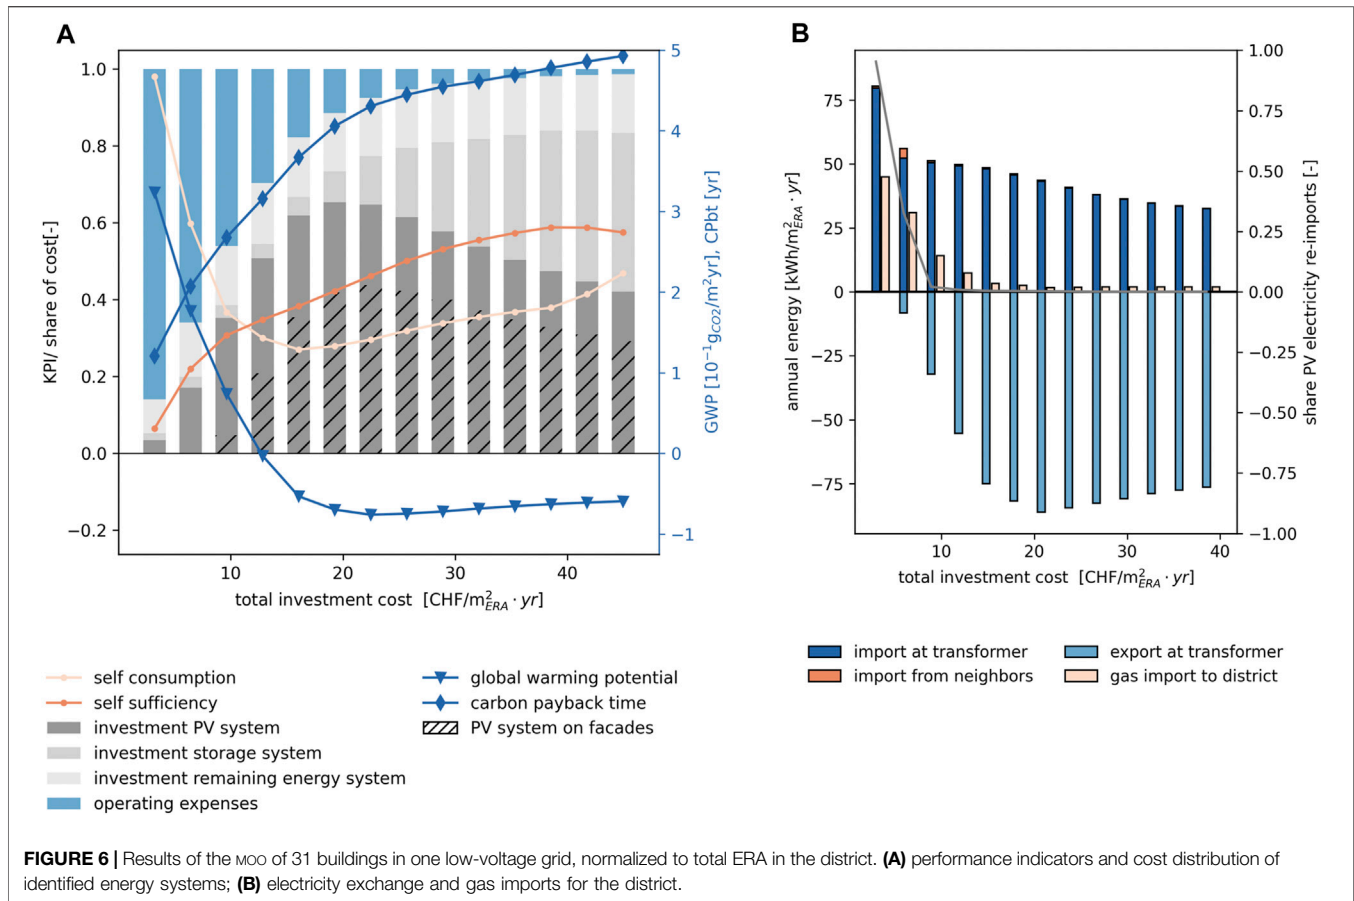 A
1.0
0.8
0.6
0.4
0.2
0.0
−0.2
KPI/ share of cost[-]
10
20
30
40
total investment cost [CHF/m²ERA · yr]
5
4
3
2
1
0
−1
GWP [10⁻¹gCO2/m²yr], CPbt [yr]
self consumption
self sufficiency
investment PV system
investment storage system
investment remaining energy system
operating expenses
global warming potential
carbon payback time
PV system on facades
B
75
50
25
0
−25
−50
−75
annual energy [kWh/m²ERA · yr]
10
20
30
40
total investment cost [CHF/m²ERA · yr]
1.00
0.75
0.50
0.25
0.00
−0.25
−0.50
−0.75
−1.00
share PV electricity re-imports [-]
import at transformer
import from neighbors
export at transformer
gas import to district
FIGURE 6 | Results of the MOO of 31 buildings in one low-voltage grid, normalized to total ERA in the district. (A) performance indicators and cost distribution of
identified energy systems; (B) electricity exchange and gas imports for the district.